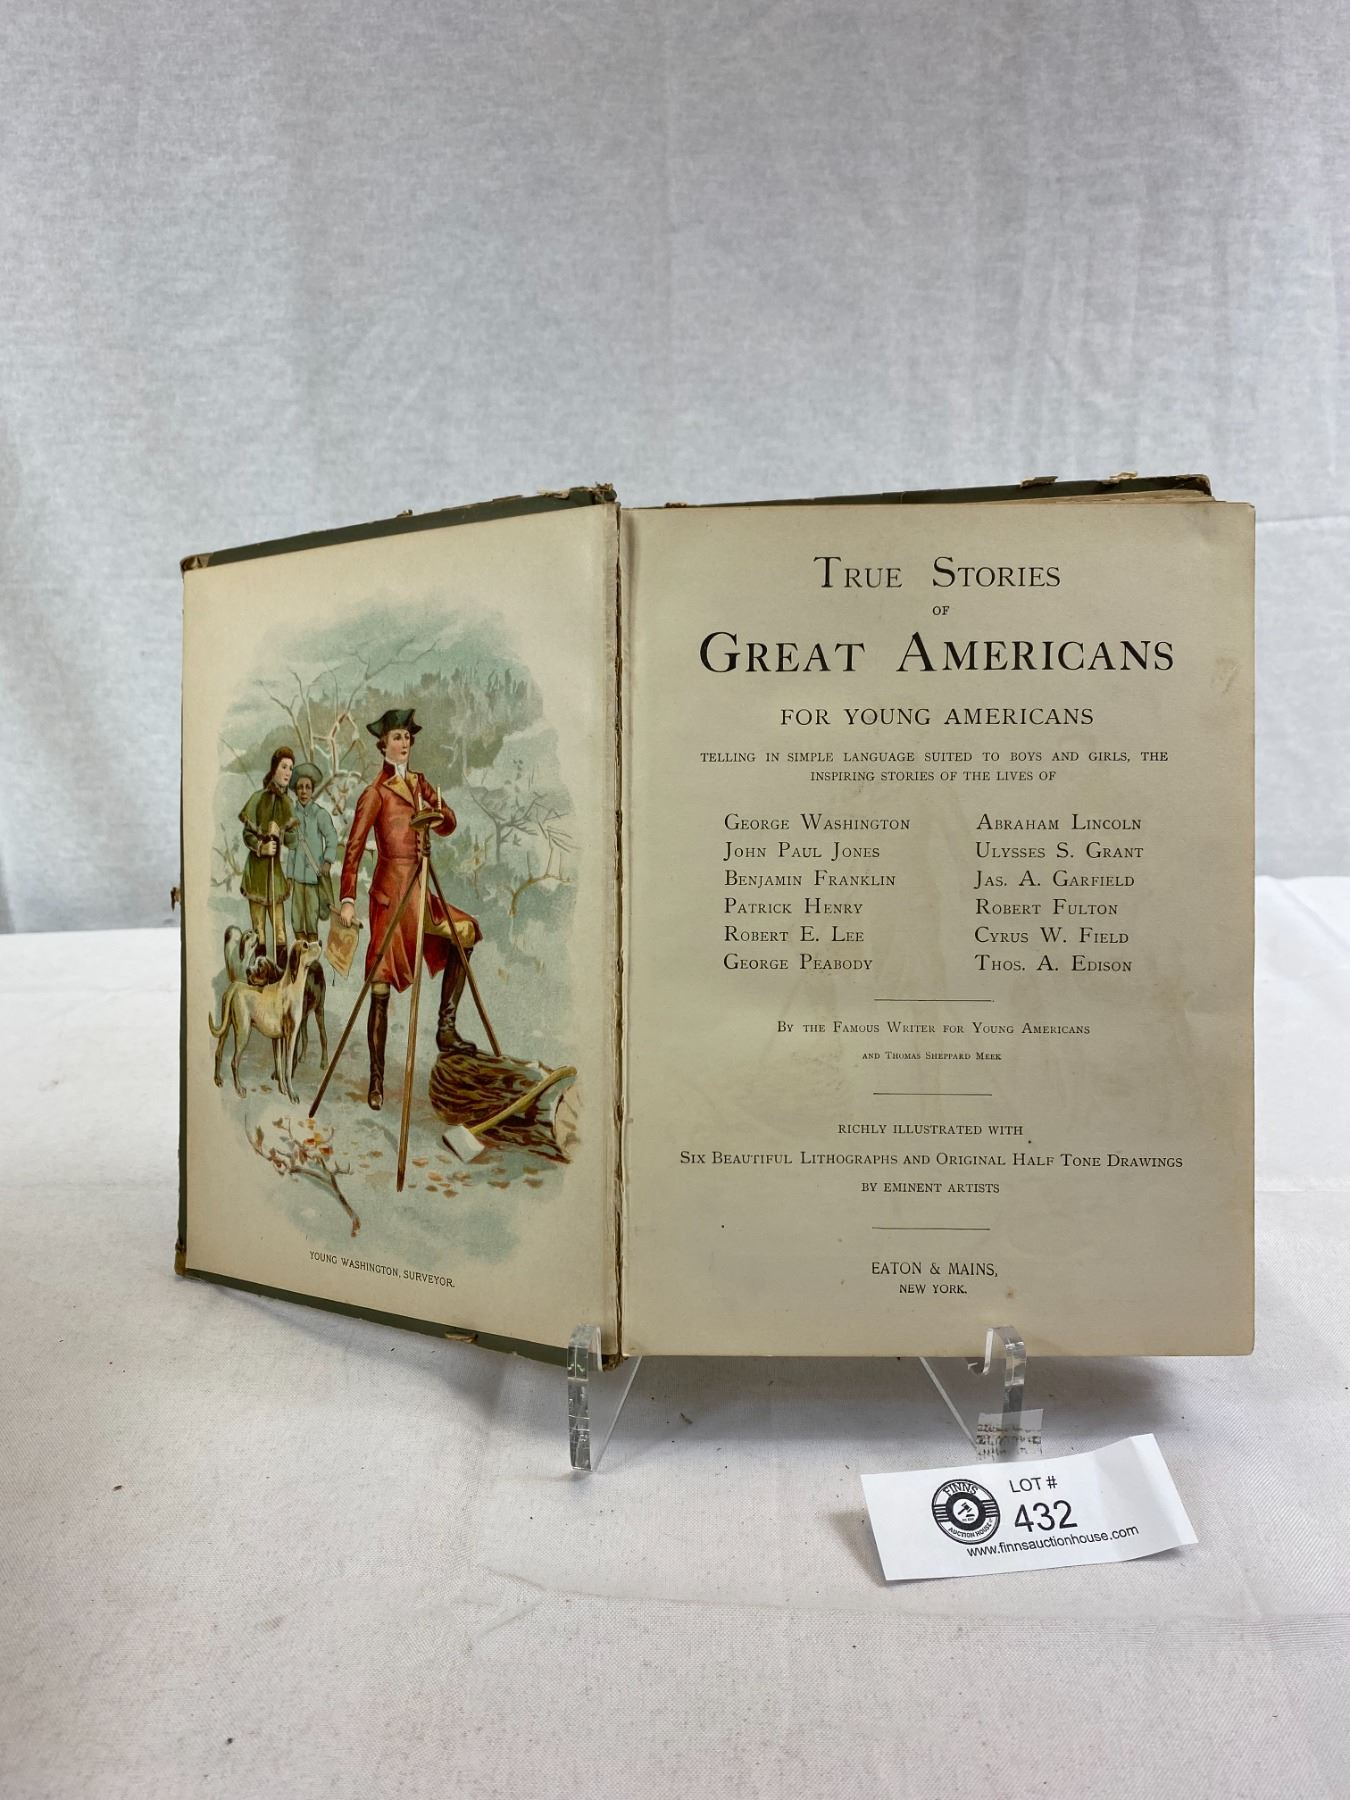 YOUNG WASHINGTON, SURVEYOR.
TRUE STORIES
OF
GREAT AMERICANS
FOR YOUNG AMERICANS
TELLING IN SIMPLE LANGUAGE SUITED TO BOYS AND GIRLS, THE
INSPIRING STORIES OF THE LIVES OF
GEORGE WASHINGTON ABRAHAM LINCOLN
JOHN PAUL JONES ULYSSES S. GRANT
BENJAMIN FRANKLIN JAS. A. GARFIELD
PATRICK HENRY ROBERT FULTON
ROBERT E. LEE CYRUS W. FIELD
GEORGE PEABODY THOS. A. EDISON
BY THE FAMOUS WRITER FOR YOUNG AMERICANS
AND THOMAS SHEPPARD MEEK
RICHLY ILLUSTRATED WITH
SIX BEAUTIFUL LITHOGRAPHS AND ORIGINAL HALF TONE DRAWINGS
BY EMINENT ARTISTS
EATON & MAINS,
NEW YORK.
FINNS
AUCTION HOUSE
LOT #
432
www.finnsauctionhouse.com